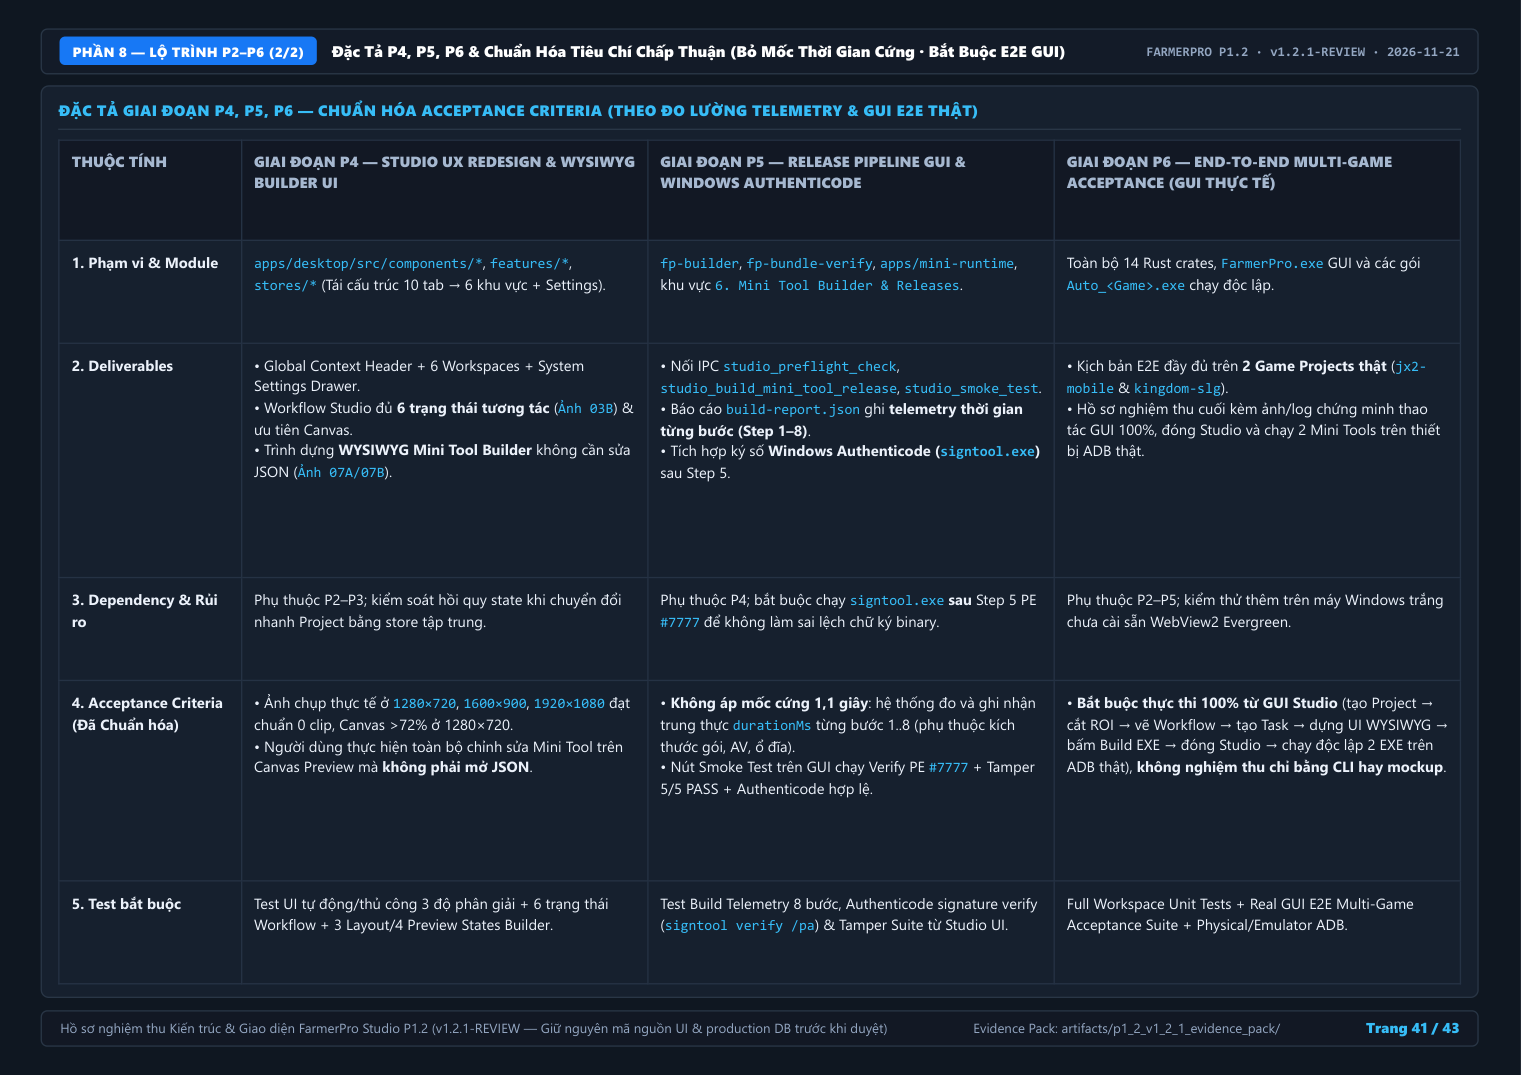 PHẦN 8 — LỘ TRÌNH P2–P6 (2/2)
Đặc Tả P4, P5, P6 & Chuẩn Hóa Tiêu Chí Chấp Thuận (Bỏ Mốc Thời Gian Cứng · Bắt Buộc E2E GUI)
FARMERPRO P1.2 · v1.2.1-REVIEW · 2026-11-21
ĐẶC TẢ GIAI ĐOẠN P4, P5, P6 — CHUẨN HÓA ACCEPTANCE CRITERIA (THEO ĐO LƯỜNG TELEMETRY & GUI E2E THẬT)
THUỘC TÍNH
GIAI ĐOẠN P4 — STUDIO UX REDESIGN & WYSIWYG
BUILDER UI
GIAI ĐOẠN P5 — RELEASE PIPELINE GUI &
WINDOWS AUTHENTICODE
GIAI ĐOẠN P6 — END-TO-END MULTI-GAME
ACCEPTANCE (GUI THỰC TẾ)
1. Phạm vi & Module
apps/desktop/src/components/*, features/*,
stores/* (Tái cấu trúc 10 tab → 6 khu vực + Settings).
fp-builder, fp-bundle-verify, apps/mini-runtime,
khu vực 6. Mini Tool Builder & Releases.
Toàn bộ 14 Rust crates, FarmerPro.exe GUI và các gói
Auto_<Game>.exe chạy độc lập.
2. Deliverables
• Global Context Header + 6 Workspaces + System
Settings Drawer.
• Workflow Studio đủ 6 trạng thái tương tác (Ảnh 03B) &
ưu tiên Canvas.
• Trình dựng WYSIWYG Mini Tool Builder không cần sửa
JSON (Ảnh 07A/07B).
• Nối IPC studio_preflight_check,
studio_build_mini_tool_release, studio_smoke_test.
• Báo cáo build-report.json ghi telemetry thời gian
từng bước (Step 1–8).
• Tích hợp ký số Windows Authenticode (signtool.exe)
sau Step 5.
• Kịch bản E2E đầy đủ trên 2 Game Projects thật (jx2-
mobile & kingdom-slg).
• Hồ sơ nghiệm thu cuối kèm ảnh/log chứng minh thao
tác GUI 100%, đóng Studio và chạy 2 Mini Tools trên thiết
bị ADB thật.
3. Dependency & Rủi
ro
Phụ thuộc P2–P3; kiểm soát hồi quy state khi chuyển đổi
nhanh Project bằng store tập trung.
Phụ thuộc P4; bắt buộc chạy signtool.exe sau Step 5 PE
#7777 để không làm sai lệch chữ ký binary.
Phụ thuộc P2–P5; kiểm thử thêm trên máy Windows trắng
chưa cài sẵn WebView2 Evergreen.
4. Acceptance Criteria
(Đã Chuẩn hóa)
• Ảnh chụp thực tế ở 1280×720, 1600×900, 1920×1080 đạt
chuẩn 0 clip, Canvas >72% ở 1280×720.
• Người dùng thực hiện toàn bộ chỉnh sửa Mini Tool trên
Canvas Preview mà không phải mở JSON.
• Không áp mốc cứng 1,1 giây: hệ thống đo và ghi nhận
trung thực durationMs từng bước 1..8 (phụ thuộc kích
thước gói, AV, ổ đĩa).
• Nút Smoke Test trên GUI chạy Verify PE #7777 + Tamper
5/5 PASS + Authenticode hợp lệ.
• Bắt buộc thực thi 100% từ GUI Studio (tạo Project →
cắt ROI → vẽ Workflow → tạo Task → dựng UI WYSIWYG →
bấm Build EXE → đóng Studio → chạy độc lập 2 EXE trên
ADB thật), không nghiệm thu chỉ bằng CLI hay mockup.
5. Test bắt buộc
Test UI tự động/thủ công 3 độ phân giải + 6 trạng thái
Workflow + 3 Layout/4 Preview States Builder.
Test Build Telemetry 8 bước, Authenticode signature verify
(signtool verify /pa) & Tamper Suite từ Studio UI.
Full Workspace Unit Tests + Real GUI E2E Multi-Game
Acceptance Suite + Physical/Emulator ADB.
Hồ sơ nghiệm thu Kiến trúc & Giao diện FarmerPro Studio P1.2 (v1.2.1-REVIEW — Giữ nguyên mã nguồn UI & production DB trước khi duyệt)
Evidence Pack: artifacts/p1_2_v1_2_1_evidence_pack/
Trang 41 / 43